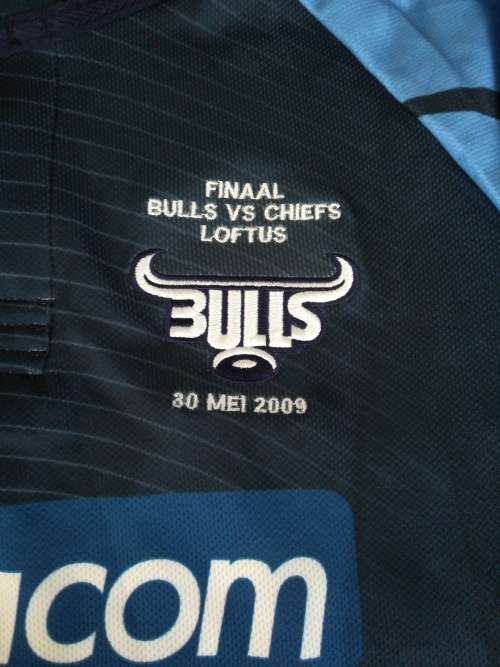 FINAAL
BULLS VS CHIEFS
LOFTUS
BULLS
30 MEI 2009
com